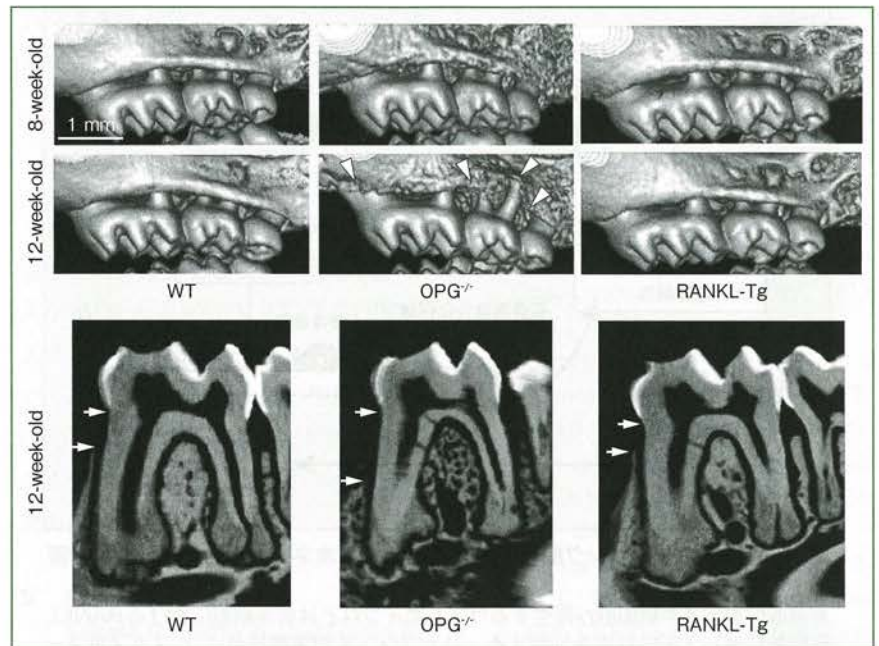 8-week-old
1 mm
12-week-old
WT
OPG-/-
RANKL-Tg
12-week-old
WT
OPG-/-
RANKL-Tg